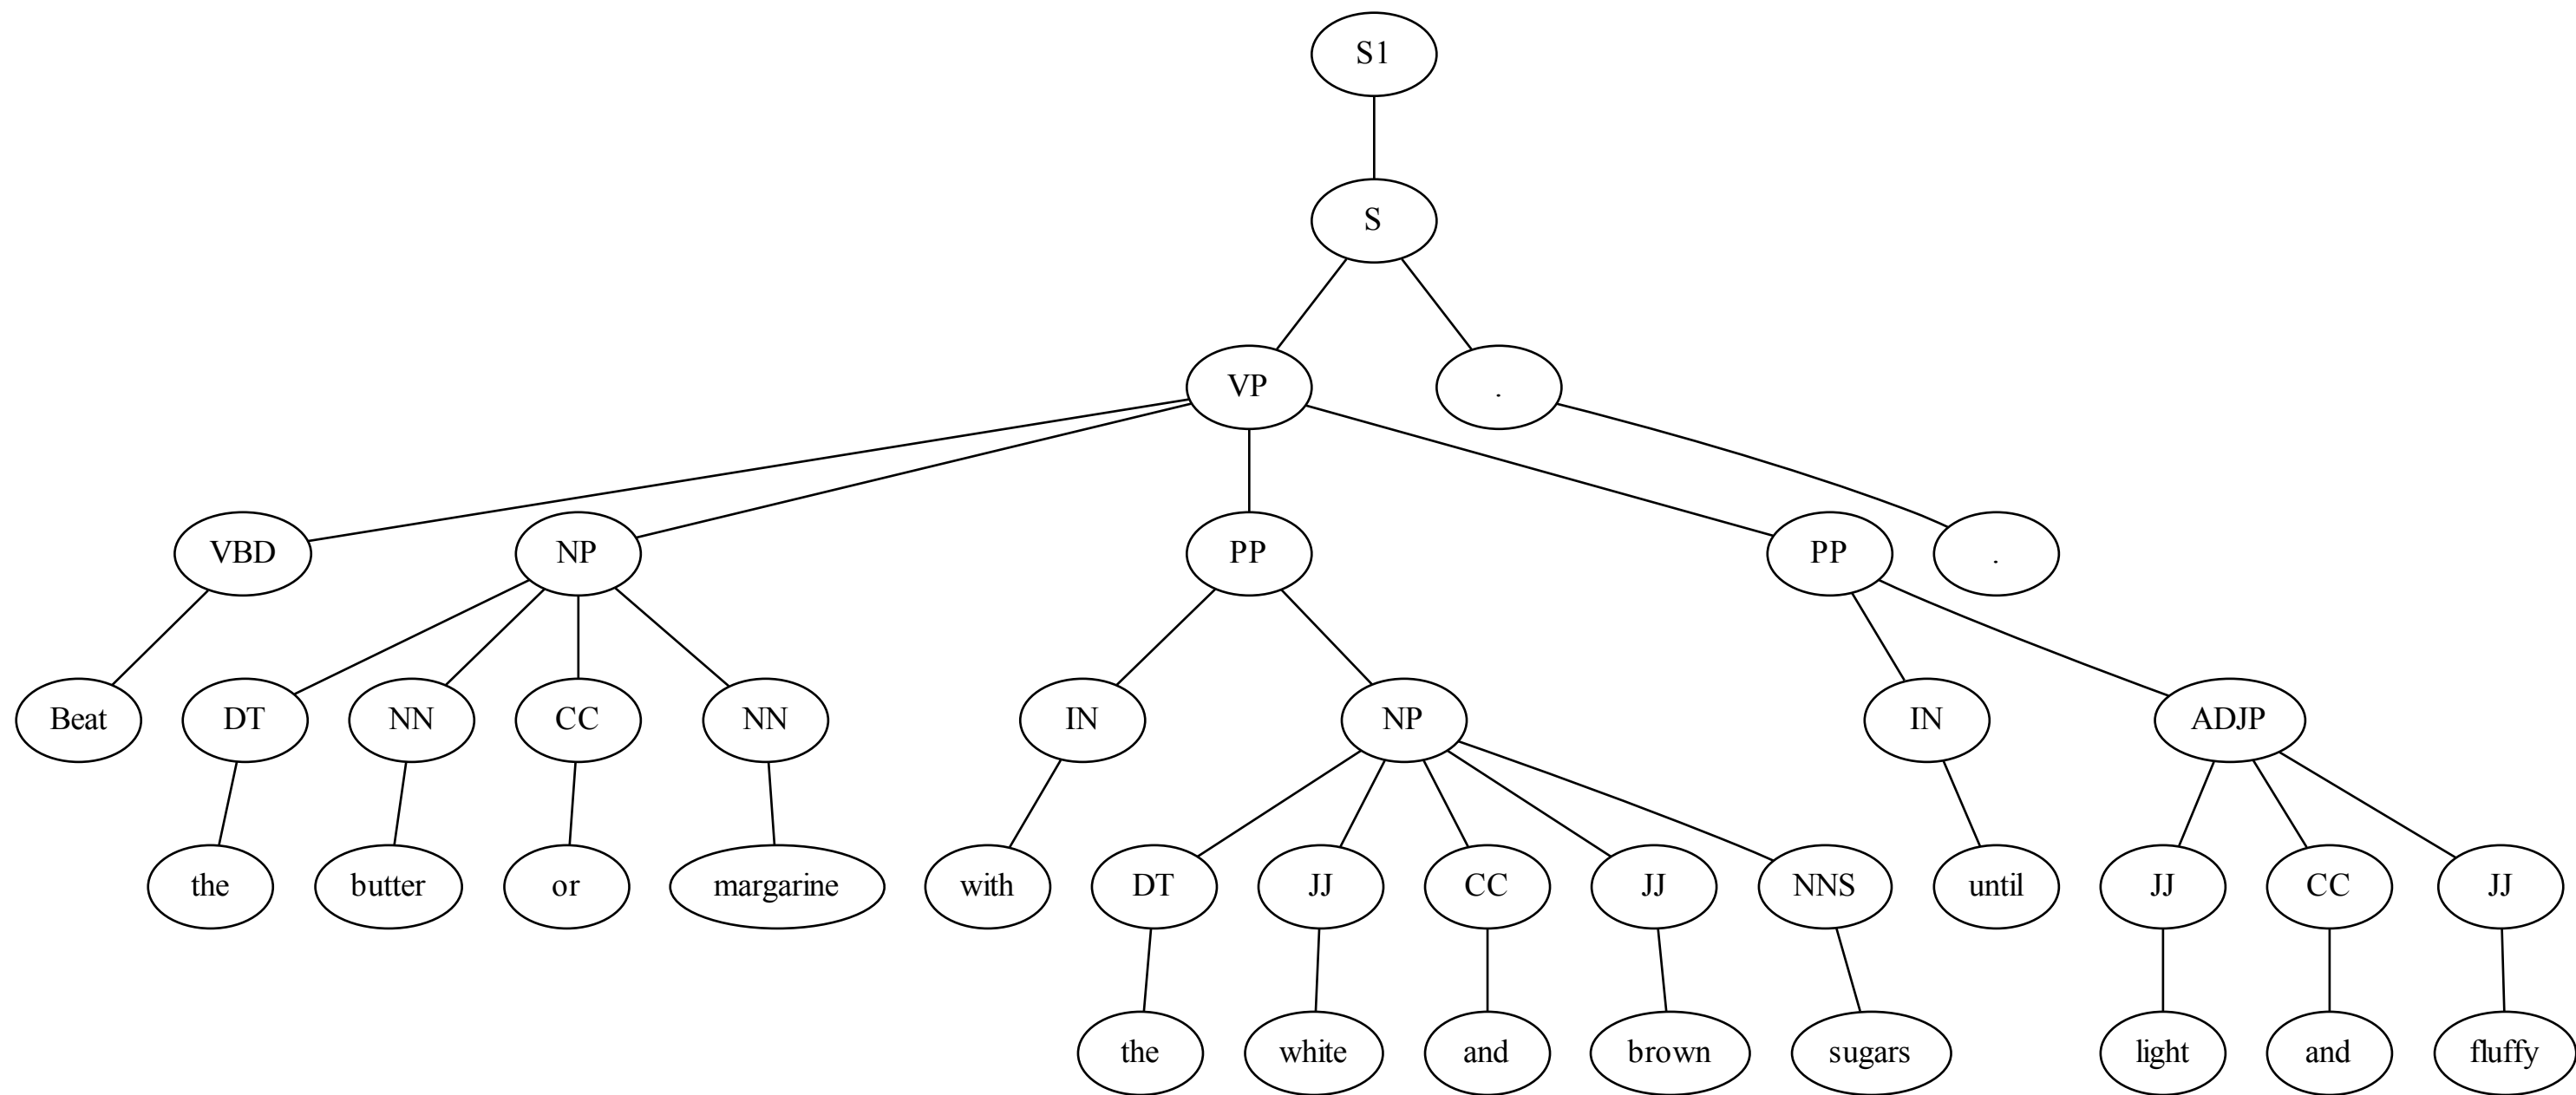 S1
S
VP .
VBD NP PP PP .
Beat DT NN CC NN IN NP IN ADJP
the butter or margarine with DT JJ CC JJ NNS until JJ CC JJ
the white and brown sugars light and fluffy